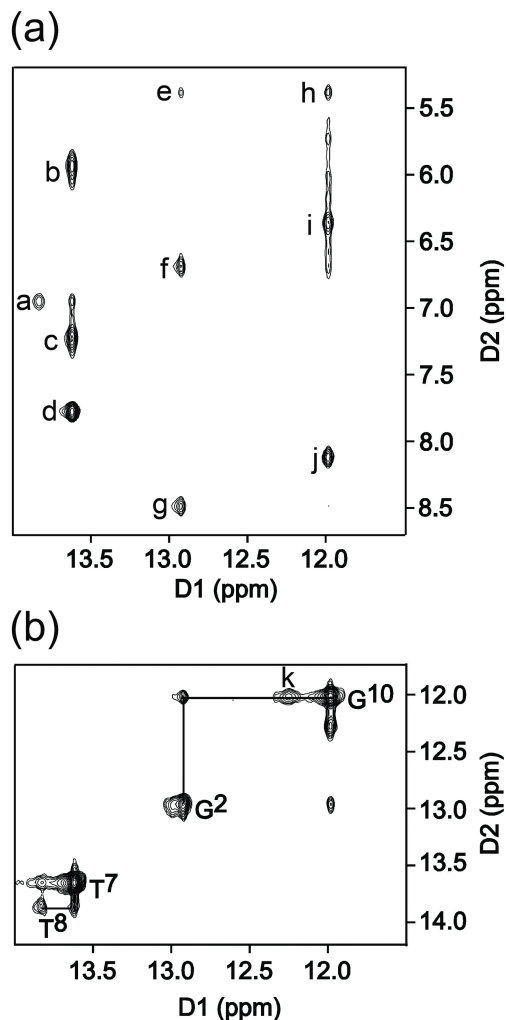 (a)
e h
5.5
b
6.0
i
6.5
f
a
7.0
c
7.5
d
j
8.0
g
8.5
D2 (ppm)
13.5 13.0 12.5 12.0
D1 (ppm)
(b)
k
G10
12.0
12.5
G2
13.0
T7
13.5
T8
14.0
D2 (ppm)
13.5 13.0 12.5 12.0
D1 (ppm)